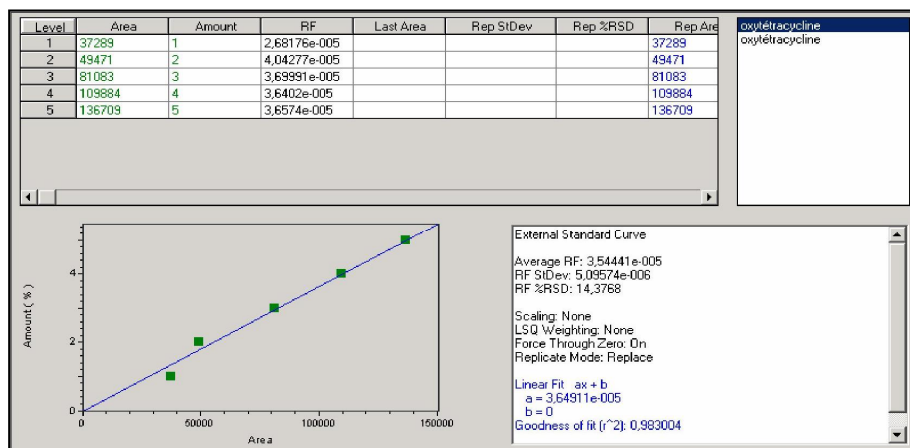 Level Area Amount RF Last Area Rep StDev Rep %RSD Rep Are
1 37289 1 2,68176e-005 37289
2 49471 2 4,04277e-005 49471
3 81083 3 3,69991e-005 81083
4 109884 4 3,6402e-005 109884
5 136709 5 3,6574e-005 136709
oxytétracycline
oxytétracycline
Amount ( % )
4
2
0
0 50000 100000 150000
Area
External Standard Curve
Average RF: 3,54441e-005
RF StDev: 5,09574e-006
RF %RSD: 14,3768
Scaling: None
LSQ Weighting: None
Force Through Zero: On
Replicate Mode: Replace
Linear Fit ax + b
a = 3,64911e-005
b = 0
Goodness of fit (r^2): 0,983004